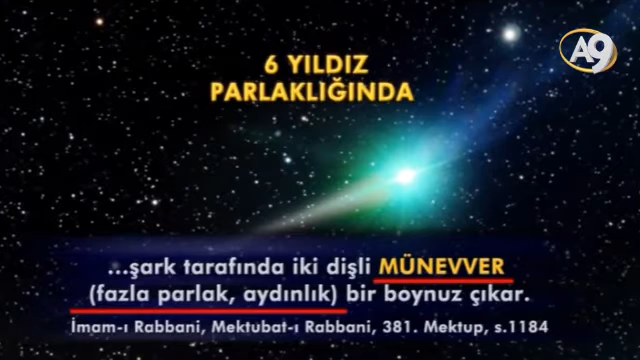 A9
6 YILDIZ
PARLAKLIĞINDA
...şark tarafında iki dişli MÜNEVVER
(fazla parlak, aydınlık) bir boynuz çıkar.
İmam-ı Rabbani, Mektubat-ı Rabbani, 381. Mektup, s.1184